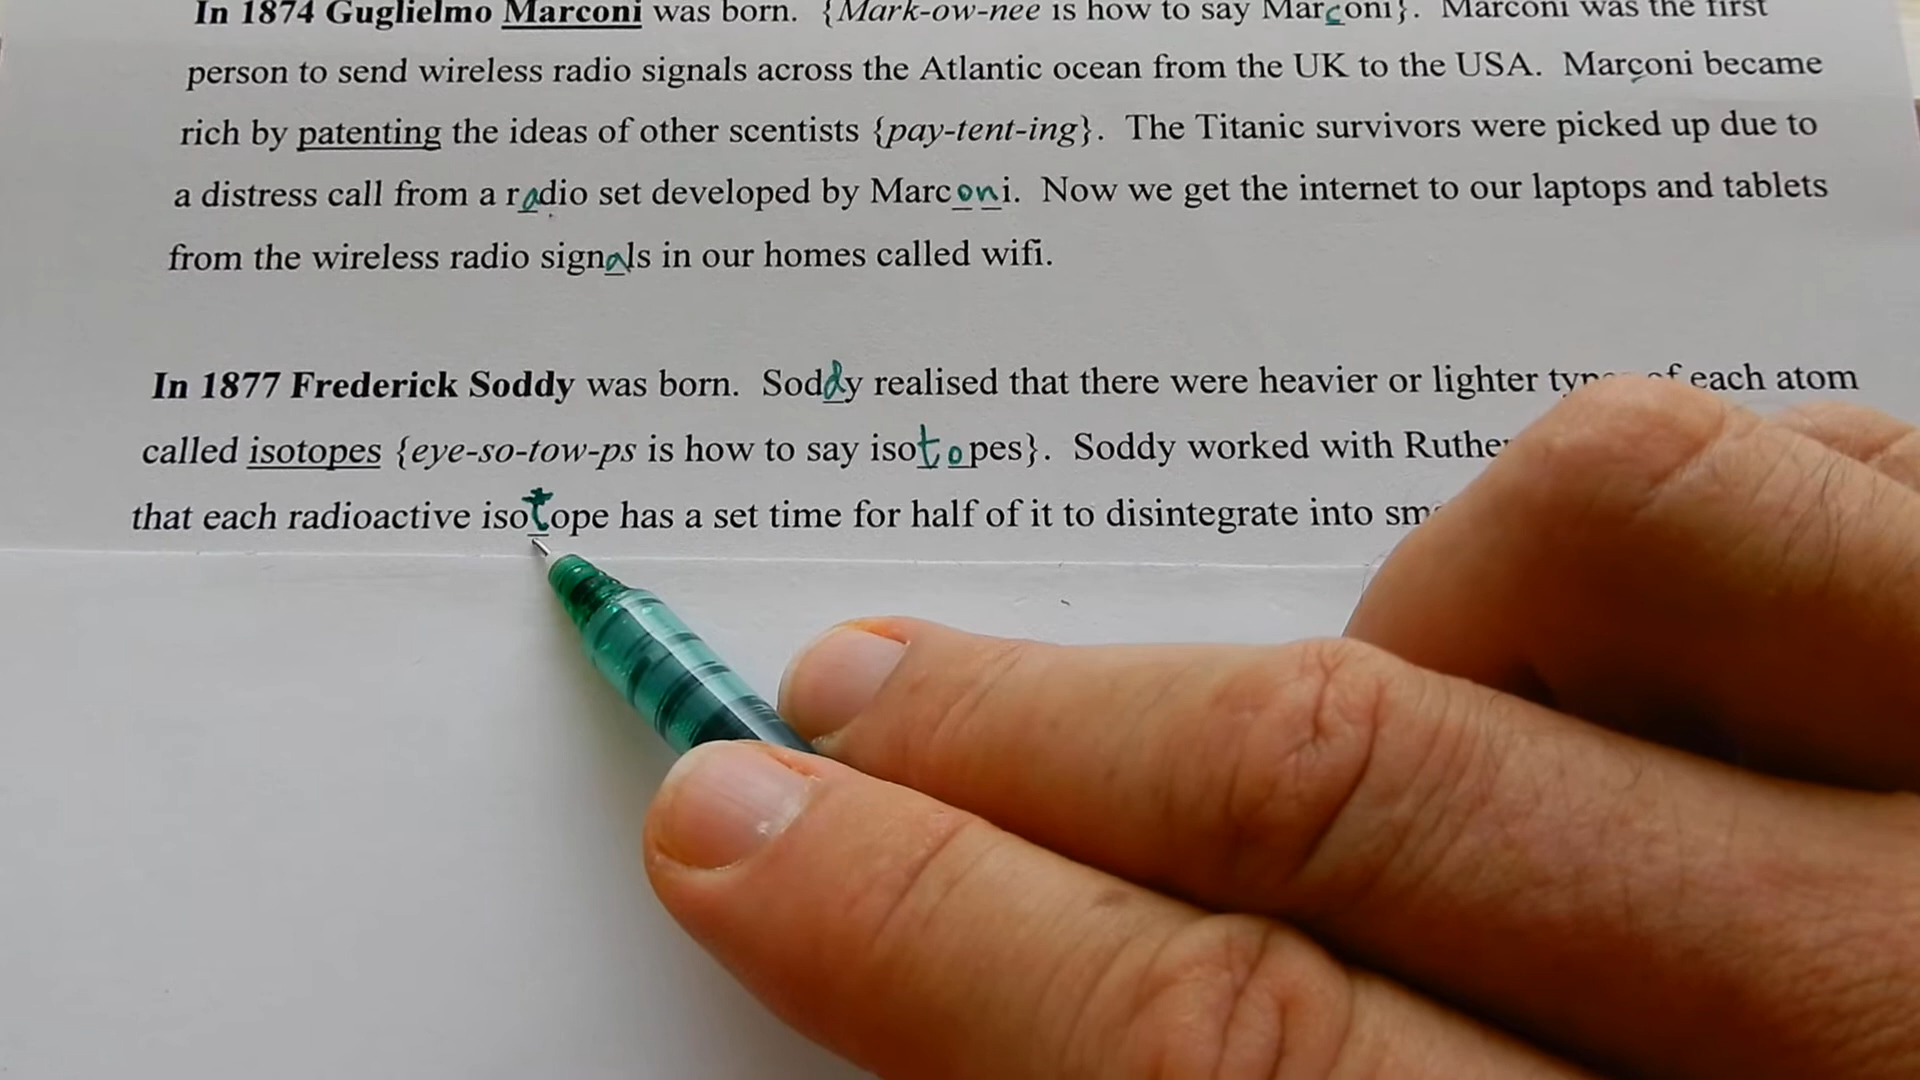 In 1874 Guglielmo Marconi was born. {Mark-ow-nee is how to say Marconi}. Marconi was the first
person to send wireless radio signals across the Atlantic ocean from the UK to the USA. Marconi became
rich by patenting the ideas of other scentists {pay-tent-ing}. The Titanic survivors were picked up due to
a distress call from a radio set developed by Marconi. Now we get the internet to our laptops and tablets
from the wireless radio signals in our homes called wifi.
In 1877 Frederick Soddy was born. Soddy realised that there were heavier or lighter of each atom
called isotopes {eye-so-tow-ps is how to say isotopes}. Soddy worked with
that each radioactive isotope has a set time for half of it to disintegrate into